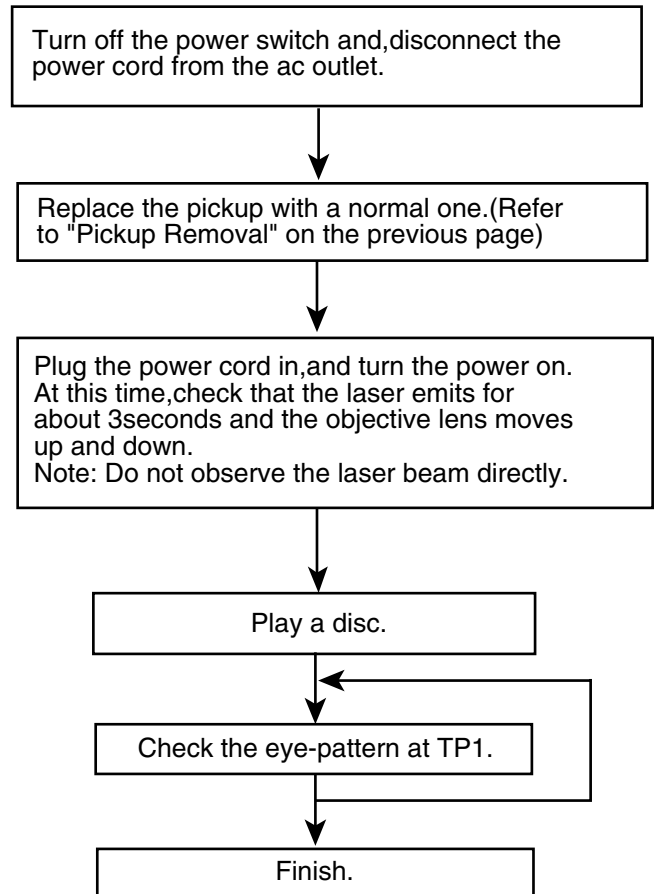 Turn off the power switch and,disconnect the
power cord from the ac outlet.
Replace the pickup with a normal one.(Refer
to "Pickup Removal" on the previous page)
Plug the power cord in,and turn the power on.
At this time,check that the laser emits for
about 3seconds and the objective lens moves
up and down.
Note: Do not observe the laser beam directly.
Play a disc.
Check the eye-pattern at TP1.
Finish.